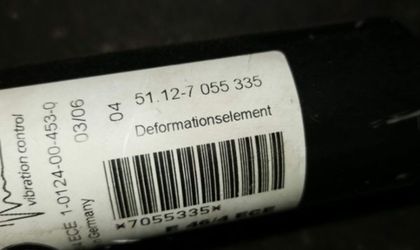 vibration control
ECE 1-0124-00-453-0
Germany
03/06
04
51.12-7 055 335
Deformationselement
*7055335*